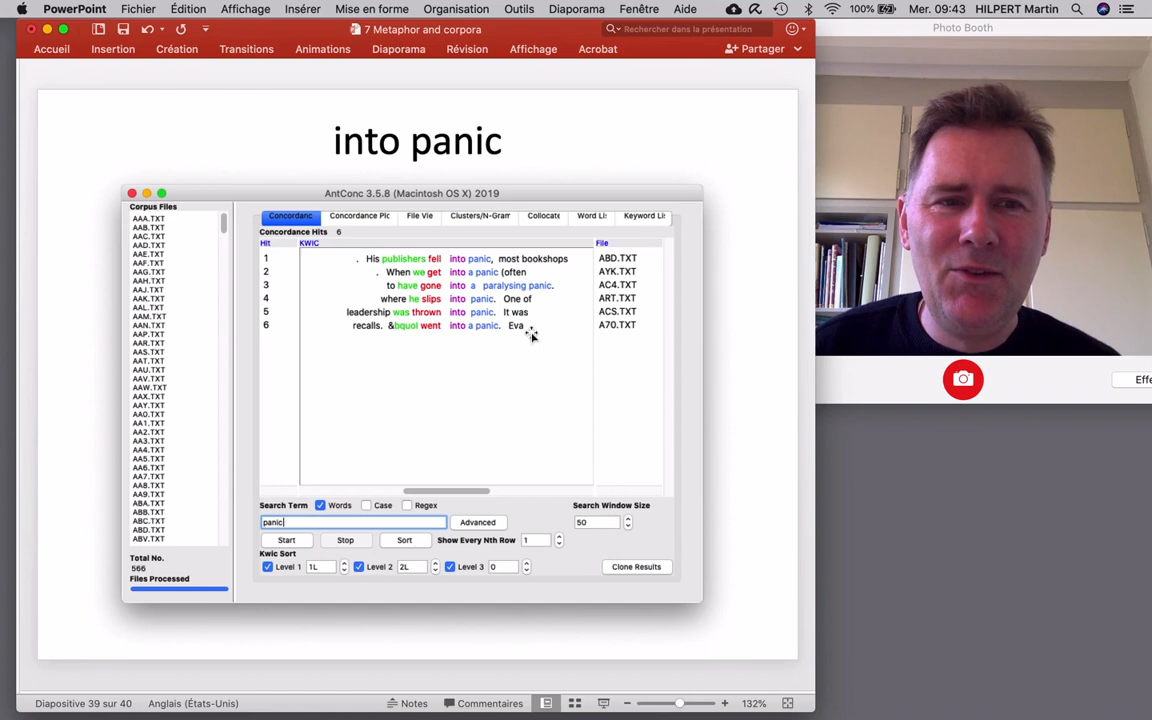 PowerPoint Fichier Édition Affichage Insérer Mise en forme Organisation Outils Diaporama Fenêtre Aide 100% Mer. 09:43 HILPERT Martin
7 Metaphor and corpora
Rechercher dans la présentation
Photo Booth
Accueil Insertion Création Transitions Animations Diaporama Révision Affichage Acrobat Partager
into panic
AntConc 3.5.8 (Macintosh OS X) 2019
Corpus Files
AAA.TXT
AAB.TXT
AAC.TXT
AAD.TXT
AAE.TXT
AAF.TXT
AAG.TXT
AAH.TXT
AAJ.TXT
AAK.TXT
AAL.TXT
AAM.TXT
AAN.TXT
AAP.TXT
AAR.TXT
AAS.TXT
AAT.TXT
AAU.TXT
AAV.TXT
AAW.TXT
AAX.TXT
AAY.TXT
AA0.TXT
AA1.TXT
AA2.TXT
AA3.TXT
AA4.TXT
AA5.TXT
AA6.TXT
AA7.TXT
AA8.TXT
AA9.TXT
ABA.TXT
ABB.TXT
ABC.TXT
ABD.TXT
ABV.TXT
Total No.
566
Files Processed
Concordanc Concordance Plc File Vie Clusters/N-Gram Collocate Word Li: Keyword Li:
Concordance Hits 6
Hit KWIC File
1 . His publishers fell into panic, most bookshops ABD.TXT
2 . When we get into a panic (often AYK.TXT
3 to have gone into a paralysing panic. AC4.TXT
4 where he slips into panic. One of ART.TXT
5 leadership was thrown into panic. It was ACS.TXT
6 recalls. &bquol went into a panic. Eva A70.TXT
Search Term Words Case Regex Search Window Size
panic Advanced 50
Start Stop Sort Show Every Nth Row 1
Kwic Sort
Level 1 1L Level 2 2L Level 3 0 Clone Results
Effe
Diapositive 39 sur 40 Anglais (États-Unis) Notes Commentaires 132%